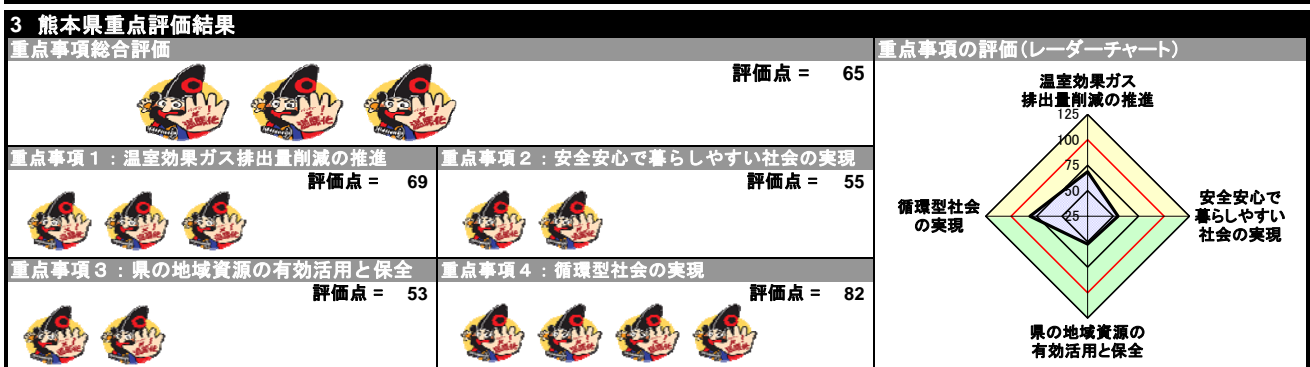 3 熊本県重点評価結果
重点事項総合評価
評価点 = 65
重点事項1：温室効果ガス排出量削減の推進
評価点 = 69
重点事項2：安全安心で暮らしやすい社会の実現
評価点 = 55
重点事項3：県の地域資源の有効活用と保全
評価点 = 53
重点事項4：循環型社会の実現
評価点 = 82
重点事項の評価(レーダーチャート)
温室効果ガス
排出量削減の推進
125
100
75
50
25
循環型社会
の実現
安全安心で
暮らしやすい
社会の実現
県の地域資源の
有効活用と保全